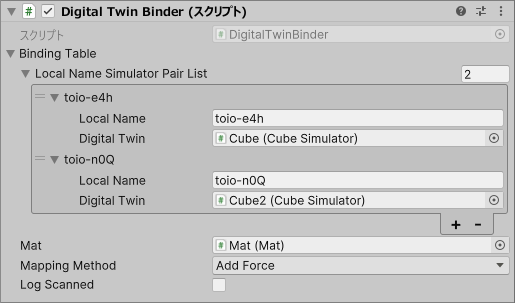 Digital Twin Binder (スクリプト)
スクリプト DigitalTwinBinder
Binding Table
Local Name Simulator Pair List 2
toio-e4h
Local Name toio-e4h
Digital Twin Cube (Cube Simulator)
toio-n0Q
Local Name toio-n0Q
Digital Twin Cube2 (Cube Simulator)
Mat Mat (Mat)
Mapping Method Add Force
Log Scanned